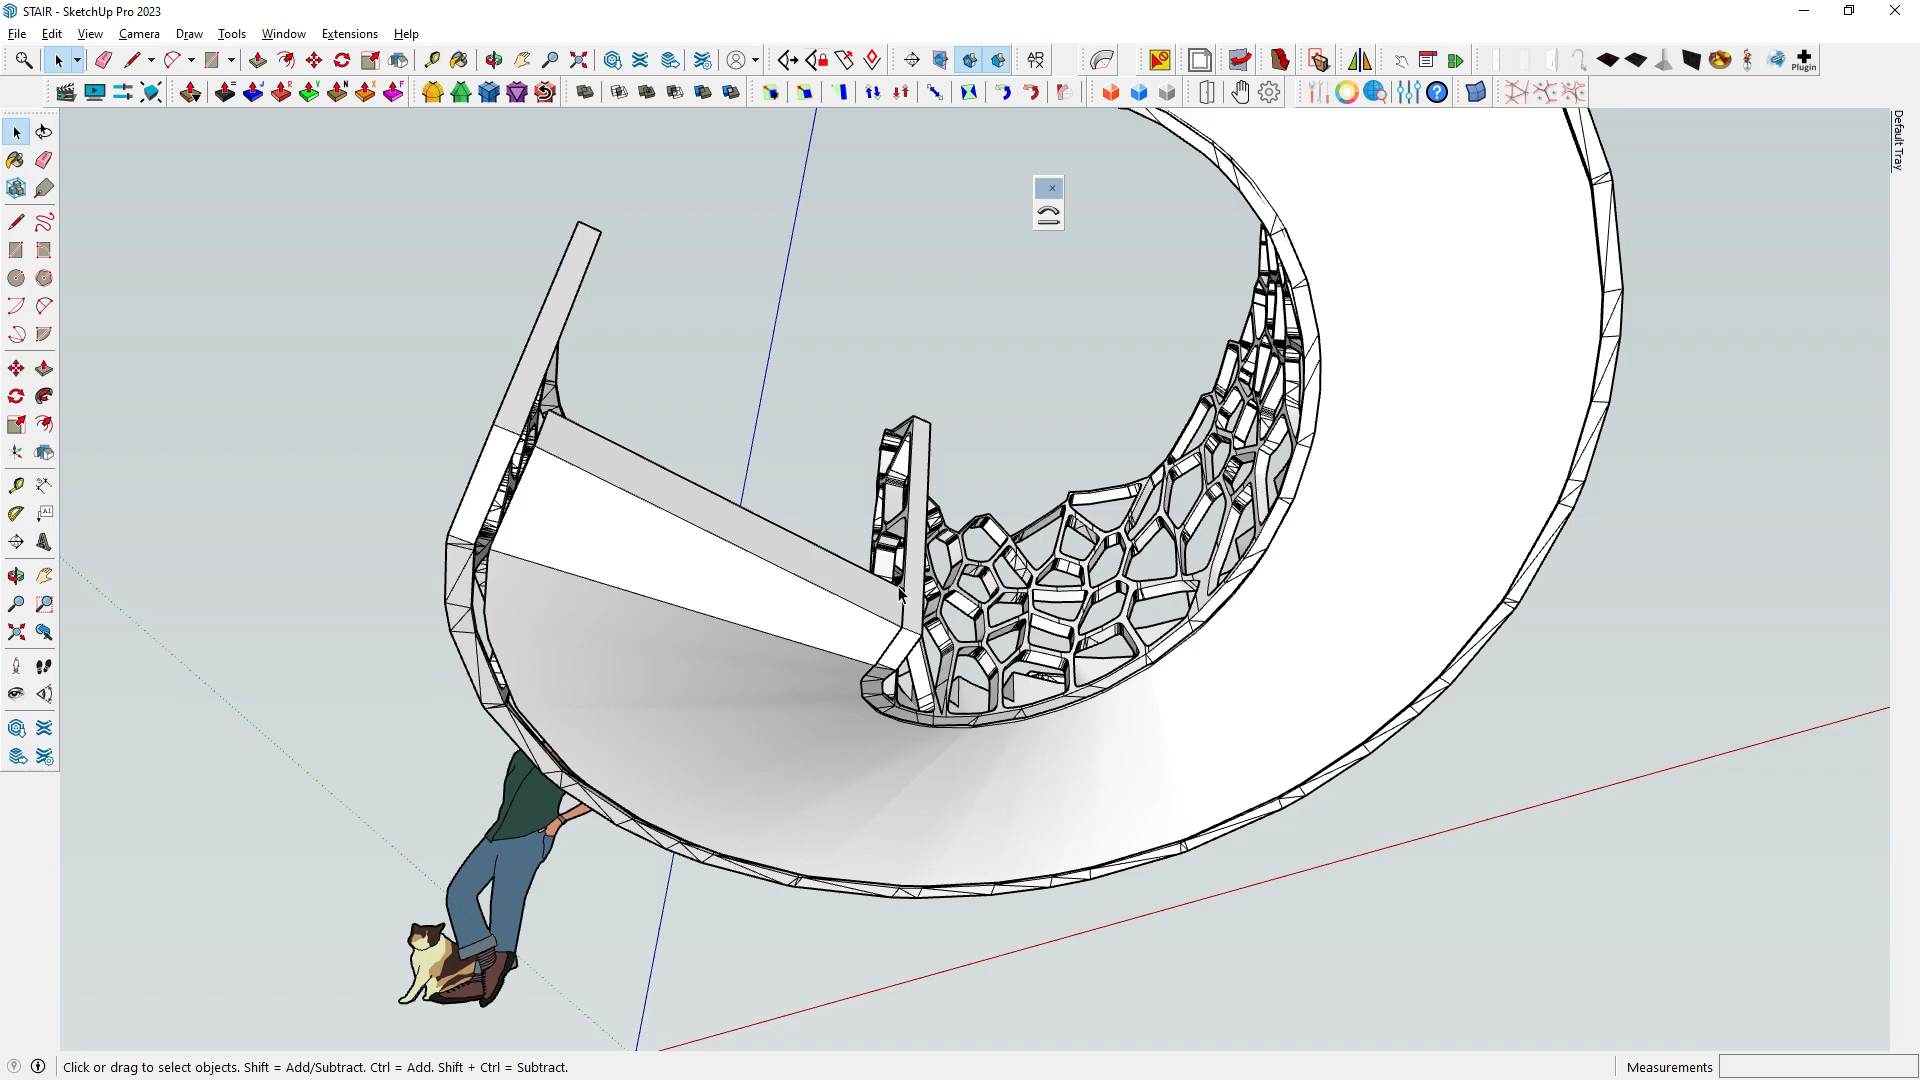 STAIR - SketchUp Pro 2023
File Edit View Camera Draw Tools Window Extensions Help
Plugin
Default Tray
Click or drag to select objects. Shift = Add/Subtract. Ctrl = Add. Shift + Ctrl = Subtract.
Measurements